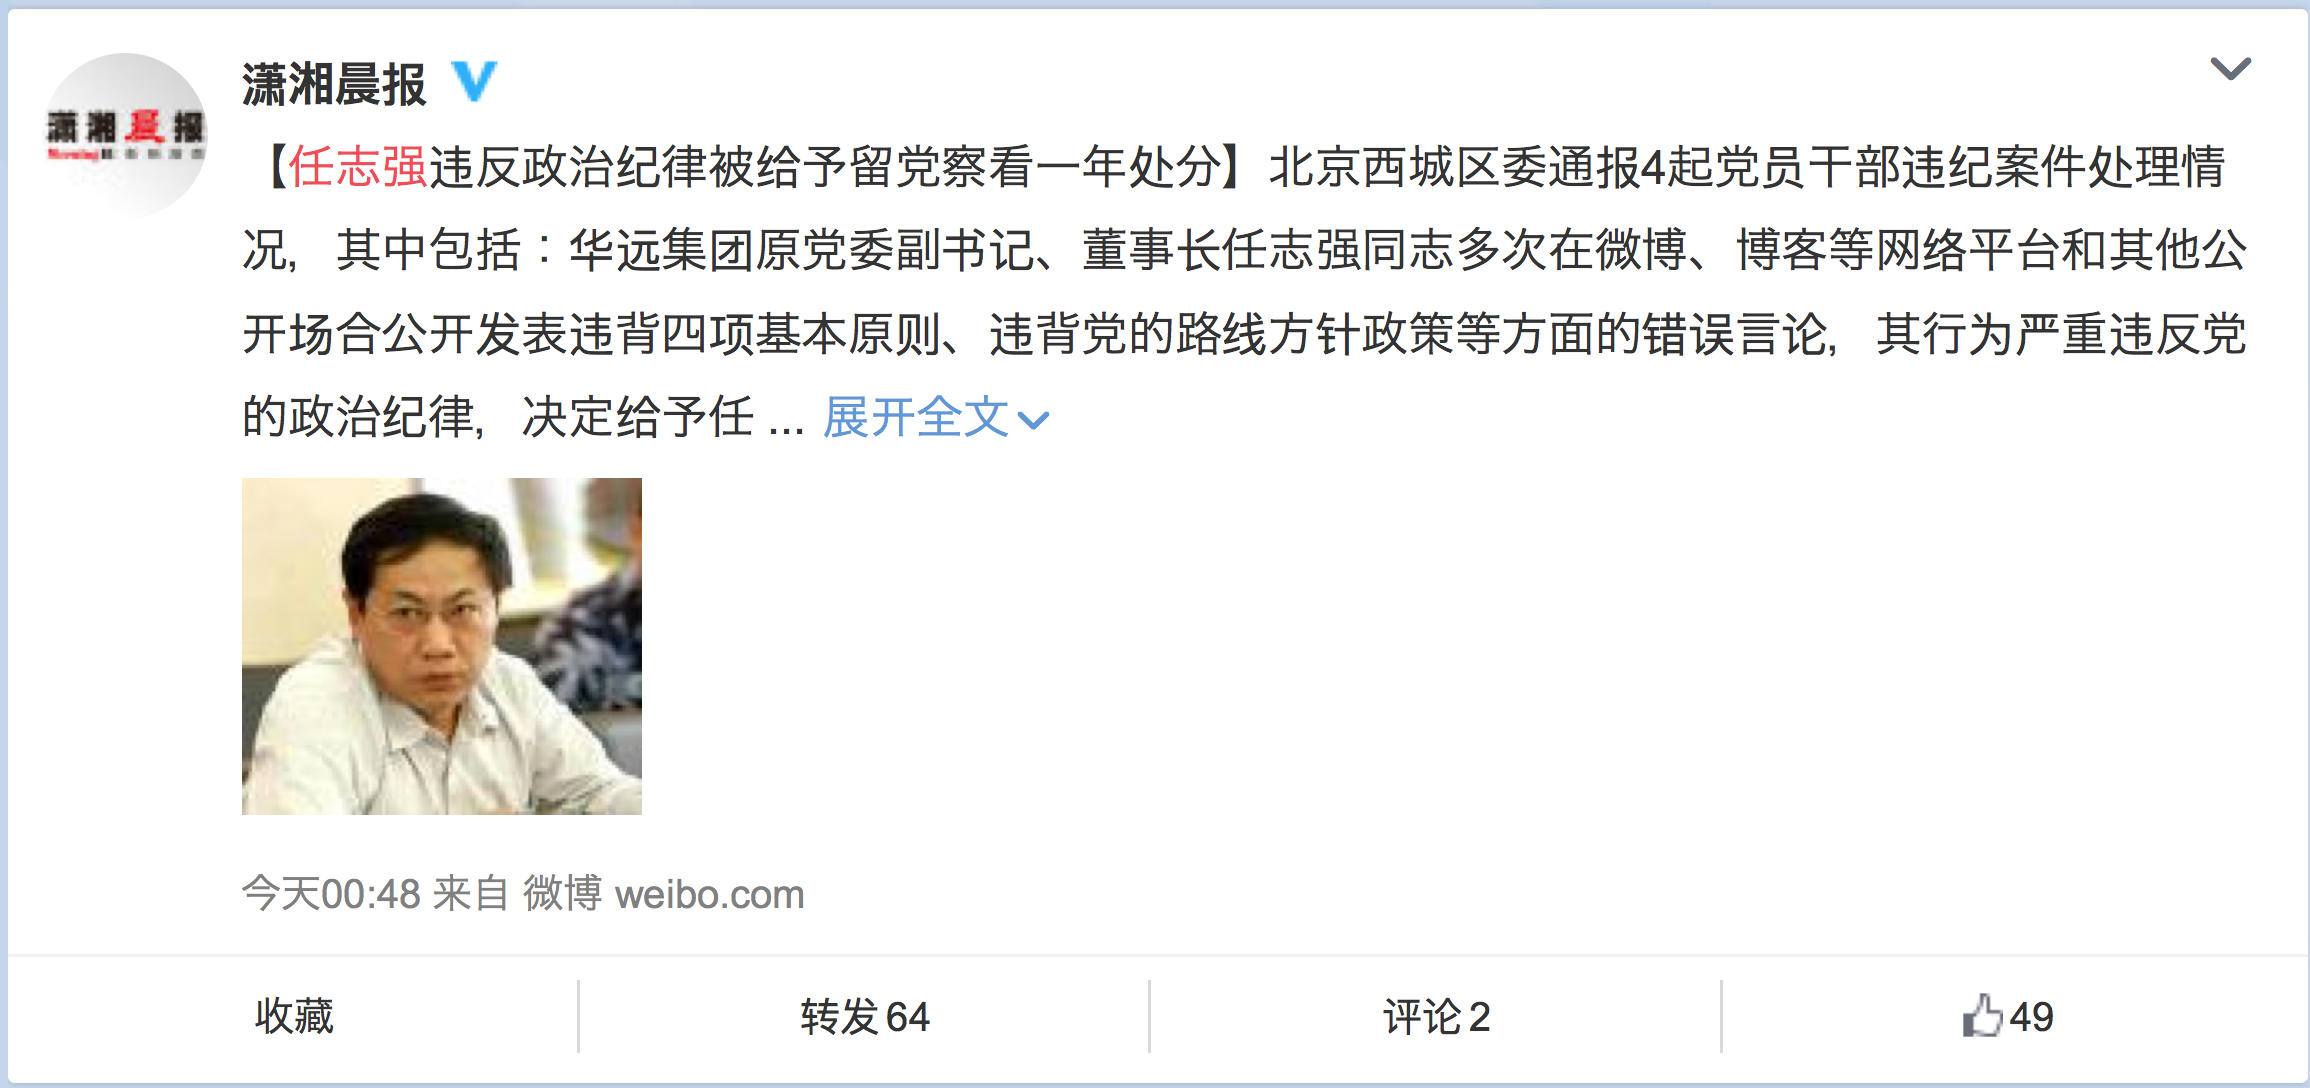 潇湘晨报
潇湘晨报 V
【任志强违反政治纪律被给予留党察看一年处分】北京西城区委通报4起党员干部违纪案件处理情
况，其中包括：华远集团原党委副书记、董事长任志强同志多次在微博、博客等网络平台和其他公
开场合公开发表违背四项基本原则、违背党的路线方针政策等方面的错误言论，其行为严重违反党
的政治纪律，决定给予任 ... 展开全文
今天00:48 来自 微博 weibo.com
收藏 转发64 评论2 49